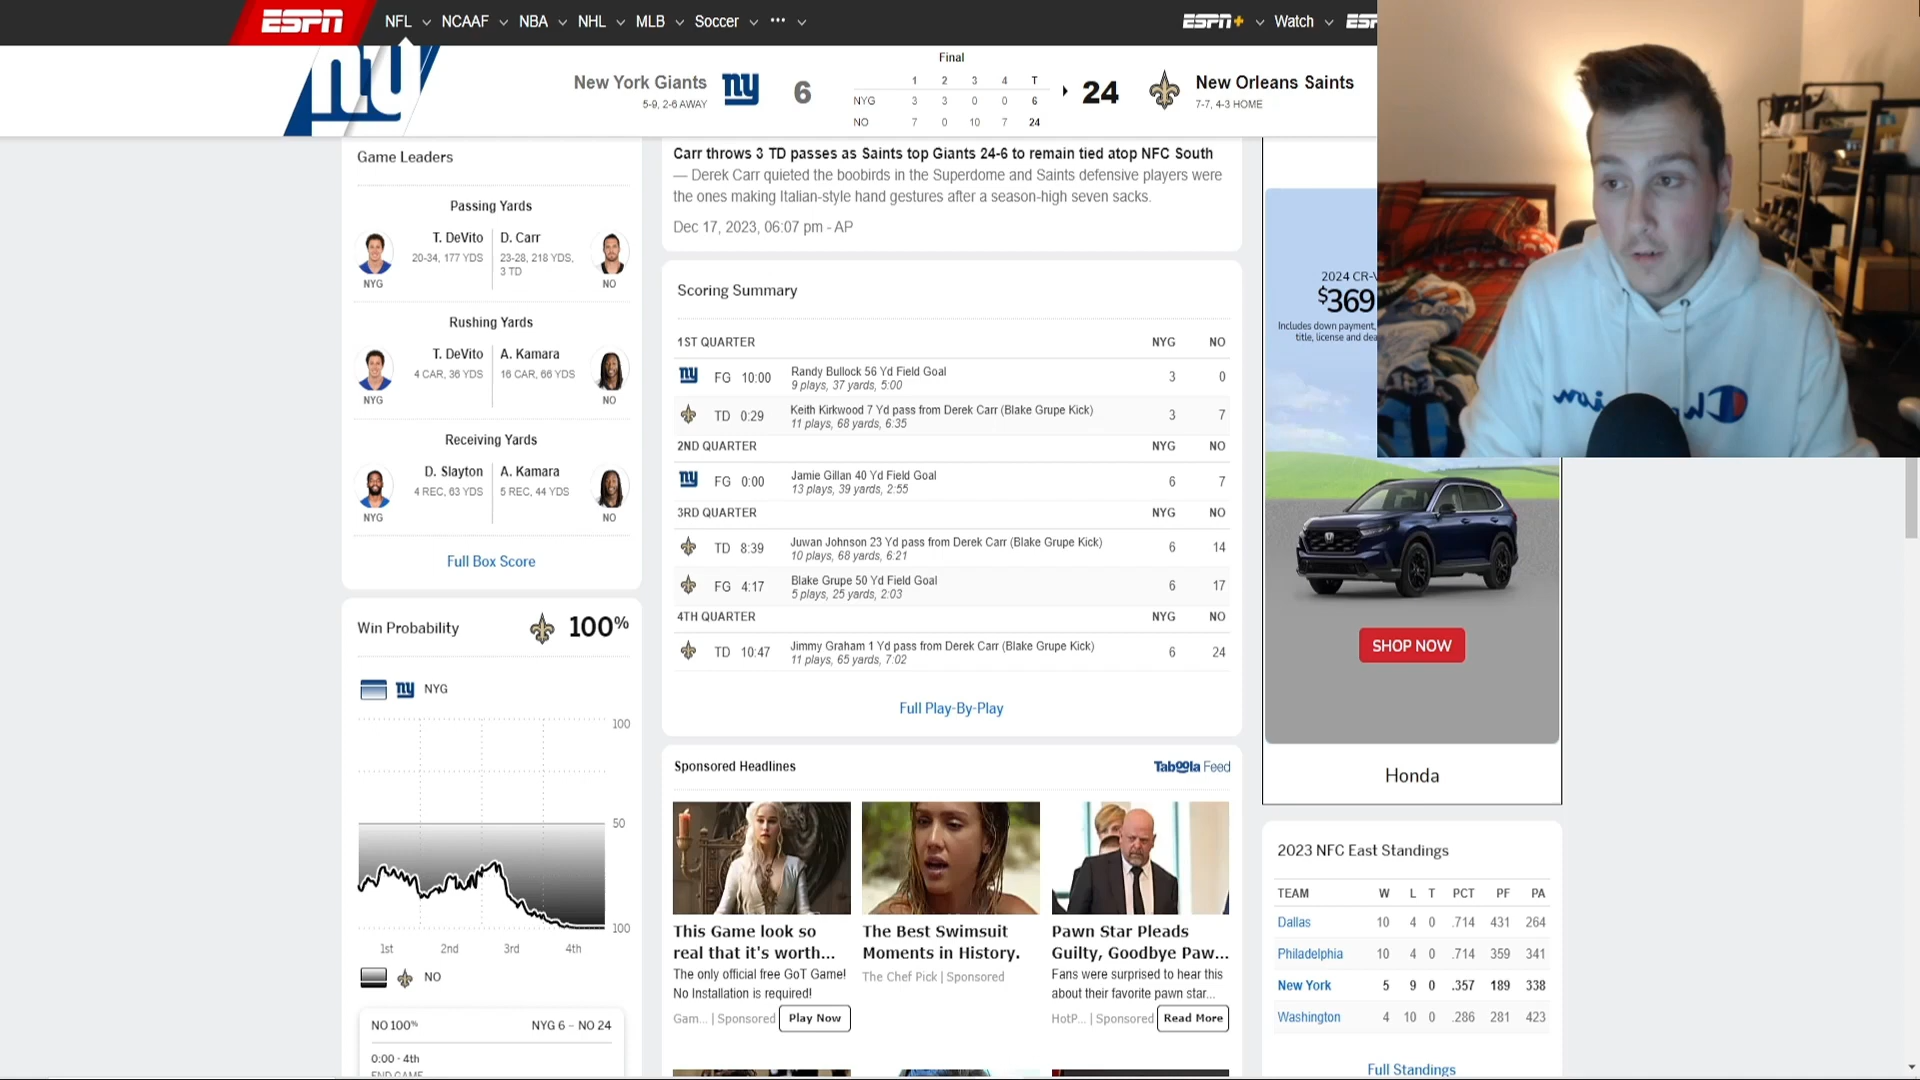 ESPN NFL NCAAF NBA NHL MLB Soccer ••• ESPN+ Watch ESP
New York Giants ny 6
5-9, 2-6 AWAY
Final
1 2 3 4 T
NYG 3 3 0 0 6
NO 7 0 10 7 24
24 New Orleans Saints
7-7, 4-3 HOME
Game Leaders
Passing Yards
T. DeVito D. Carr
20-34, 177 YDS 23-28, 218 YDS,
3 TD
NYG NO
Rushing Yards
T. DeVito A. Kamara
4 CAR, 36 YDS 16 CAR, 66 YDS
NYG NO
Receiving Yards
D. Slayton A. Kamara
4 REC, 63 YDS 5 REC, 44 YDS
NYG NO
Full Box Score
Win Probability 100%
ny NYG
100
50
100
1st 2nd 3rd 4th
NO
NO 100% NYG 6 – NO 24
0:00 - 4th
END GAME
Carr throws 3 TD passes as Saints top Giants 24-6 to remain tied atop NFC South
— Derek Carr quieted the boobirds in the Superdome and Saints defensive players were
the ones making Italian-style hand gestures after a season-high seven sacks.
Dec 17, 2023, 06:07 pm - AP
Scoring Summary
1ST QUARTER NYG NO
ny FG 10:00 Randy Bullock 56 Yd Field Goal 3 0
9 plays, 37 yards, 5:00
TD 0:29 Keith Kirkwood 7 Yd pass from Derek Carr (Blake Grupe Kick) 3 7
11 plays, 68 yards, 6:35
2ND QUARTER NYG NO
ny FG 0:00 Jamie Gillan 40 Yd Field Goal 6 7
13 plays, 39 yards, 2:55
3RD QUARTER NYG NO
TD 8:39 Juwan Johnson 23 Yd pass from Derek Carr (Blake Grupe Kick) 6 14
10 plays, 68 yards, 6:21
FG 4:17 Blake Grupe 50 Yd Field Goal 6 17
5 plays, 25 yards, 2:03
4TH QUARTER NYG NO
TD 10:47 Jimmy Graham 1 Yd pass from Derek Carr (Blake Grupe Kick) 6 24
11 plays, 65 yards, 7:02
Full Play-By-Play
Sponsored Headlines Taboola Feed
This Game look so
real that it's worth...
The only official free GoT Game!
No Installation is required!
Gam... | Sponsored Play Now
The Best Swimsuit
Moments in History.
The Chef Pick | Sponsored
Pawn Star Pleads
Guilty, Goodbye Paw...
Fans were surprised to hear this
about their favorite pawn star...
HotP... | Sponsored Read More
2024 CR-V
$369
Includes down payment,
title, license and dea
Champion
SHOP NOW
Honda
2023 NFC East Standings
TEAM W L T PCT PF PA
Dallas 10 4 0 .714 431 264
Philadelphia 10 4 0 .714 359 341
New York 5 9 0 .357 189 338
Washington 4 10 0 .286 281 423
Full Standings